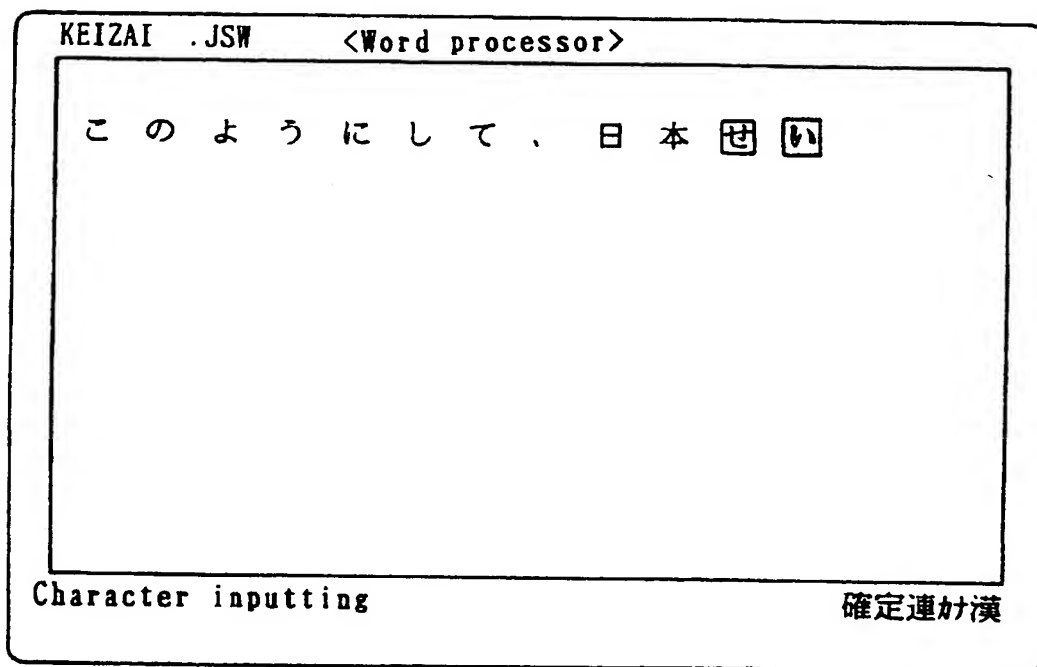 KEIZAI .JSW <Word processor>
このようにして、日本せい
Character inputting 確定連カナ漢